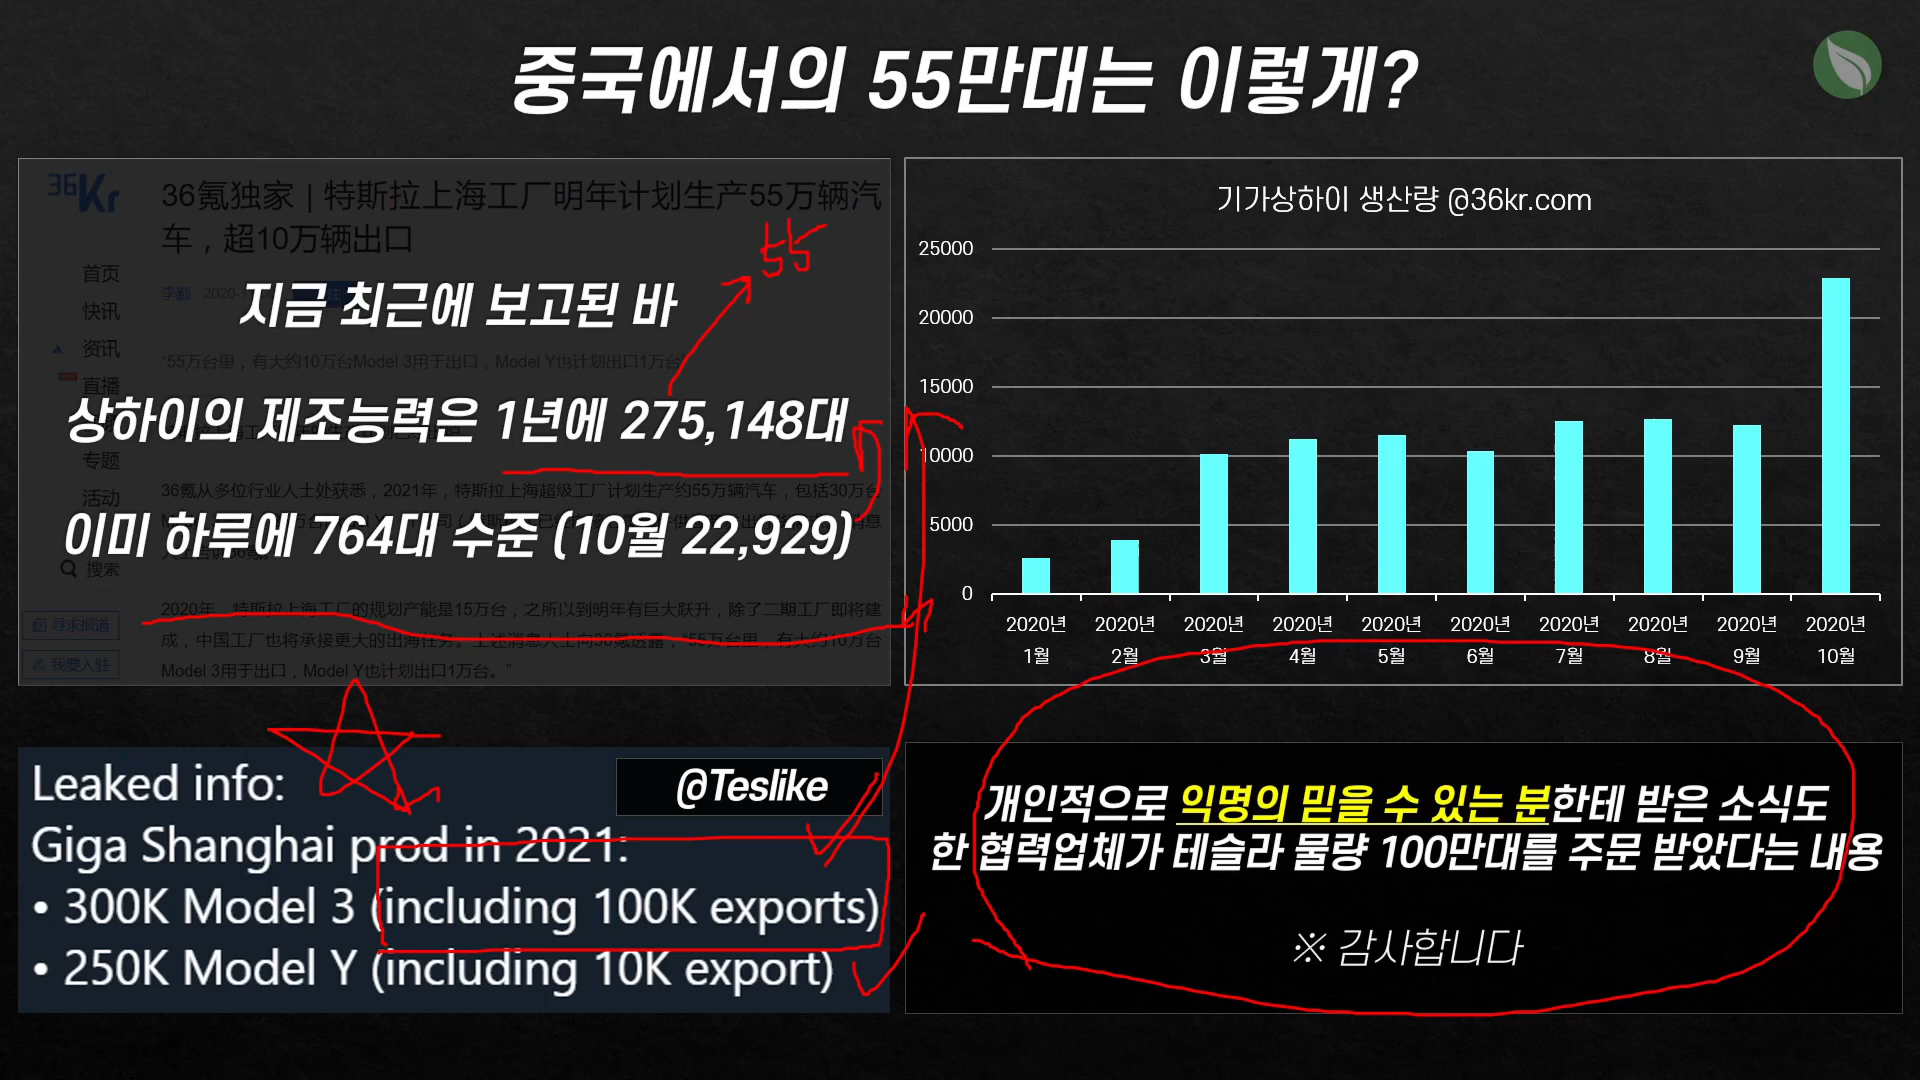 중국에서의 55만대는 이렇게?
36Kr
36氪独家 | 特斯拉上海工厂明年计划生产55万辆汽
车，超10万辆出口
55
首页
李勤 2020-1
快讯
지금 최근에 보고된 바
资讯
“55万台里，有大约10万台Model 3用于出口，Model Y也计划出口1万台
直播
상하이의 제조능력은 1년에 275,148대
专题
活动
36氪从多位行业人士处获悉，2021年，特斯拉上海超级工厂计划生产约55万辆汽车，包括30万台
이미 하루에 764대 수준 (10월 22,929)
搜索
2020年，特斯拉上海工厂的规划产能是15万台，之所以到明年有巨大跃升，除了二期工厂即将建
寻求报道
成，中国工厂也将承接更大的出海任务。上述消息人士向36氪透露，“55万台里，有大约10万台
我要入驻
Model 3用于出口，Model Y也计划出口1万台。”
기가상하이 생산량 @36kr.com
25000
20000
15000
10000
5000
0
2020년 2020년 2020년 2020년 2020년 2020년 2020년 2020년 2020년 2020년
1월 2월 3월 4월 5월 6월 7월 8월 9월 10월
Leaked info:
@Teslike
Giga Shanghai prod in 2021:
• 300K Model 3 (including 100K exports)
• 250K Model Y (including 10K export)
개인적으로 익명의 믿을 수 있는 분한테 받은 소식도
한 협력업체가 테슬라 물량 100만대를 주문 받았다는 내용
※ 감사합니다